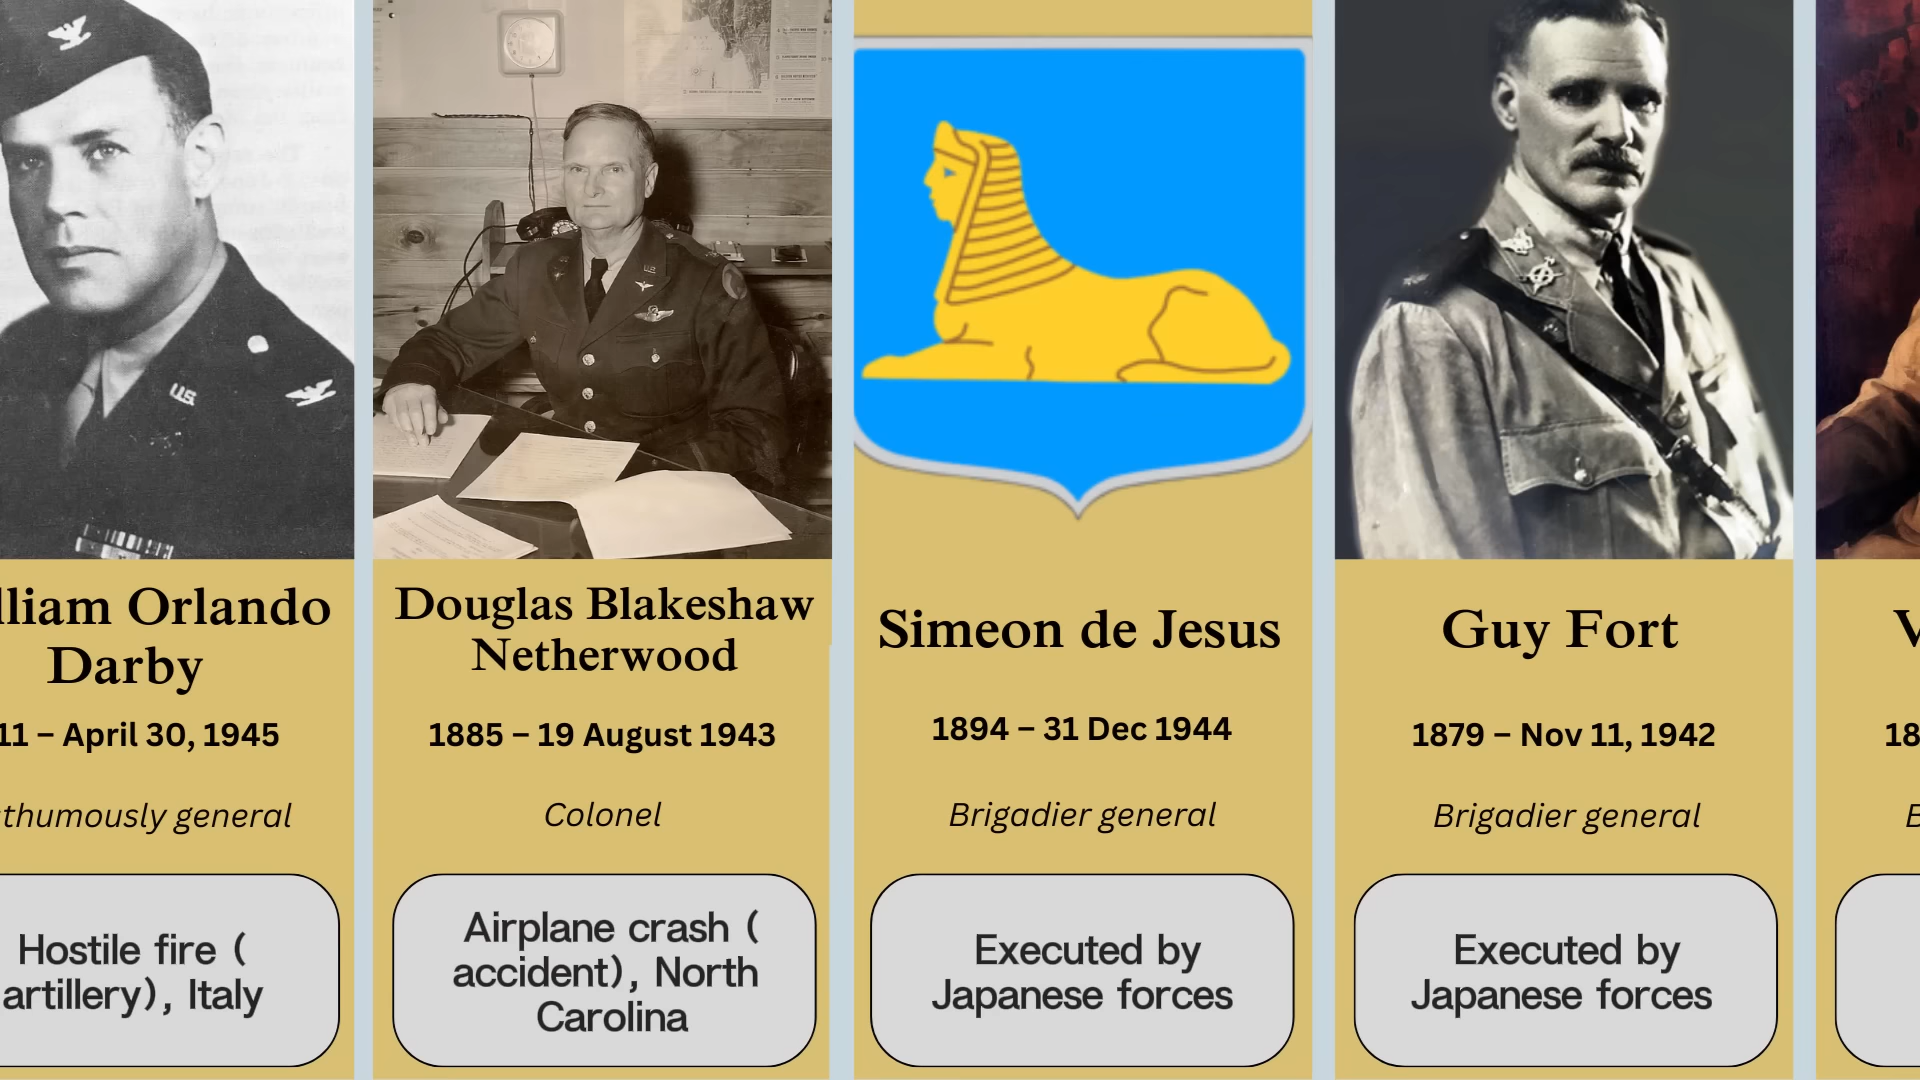 lliam Orlando
Darby
11 – April 30, 1945
thumously general
Hostile fire (
artillery), Italy
Douglas Blakeshaw
Netherwood
1885 – 19 August 1943
Colonel
Airplane crash (
accident), North
Carolina
Simeon de Jesus
1894 – 31 Dec 1944
Brigadier general
Executed by
Japanese forces
Guy Fort
1879 – Nov 11, 1942
Brigadier general
Executed by
Japanese forces
V
18